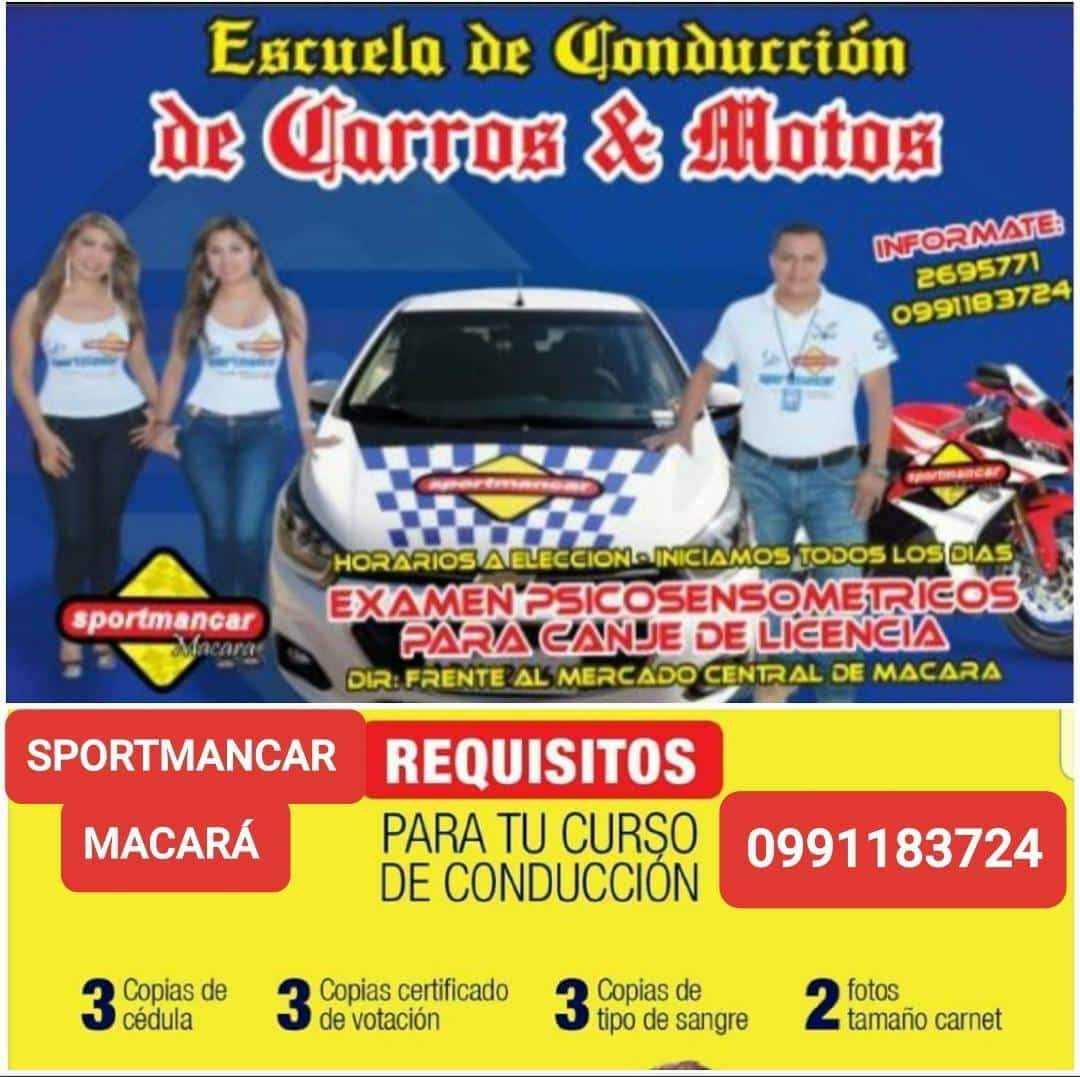 Escuela de Conducción
de Carros & Motos
INFORMATE:
2695771
0991183724
sportmancar
sportmancar
sportmancar
sportmancar
HORARIOS A ELECCION - INICIAMOS TODOS LOS DIAS
EXAMEN PSICOSENSOMETRICOS
PARA CANJE DE LICENCIA
DIR: FRENTE AL MERCADO CENTRAL DE MACARA
sportmancar
Macara
SPORTMANCAR
MACARÁ
REQUISITOS
PARA TU CURSO
DE CONDUCCIÓN
0991183724
3 Copias de
cédula
3 Copias certificado
de votación
3 Copias de
tipo de sangre
2 fotos
tamaño carnet